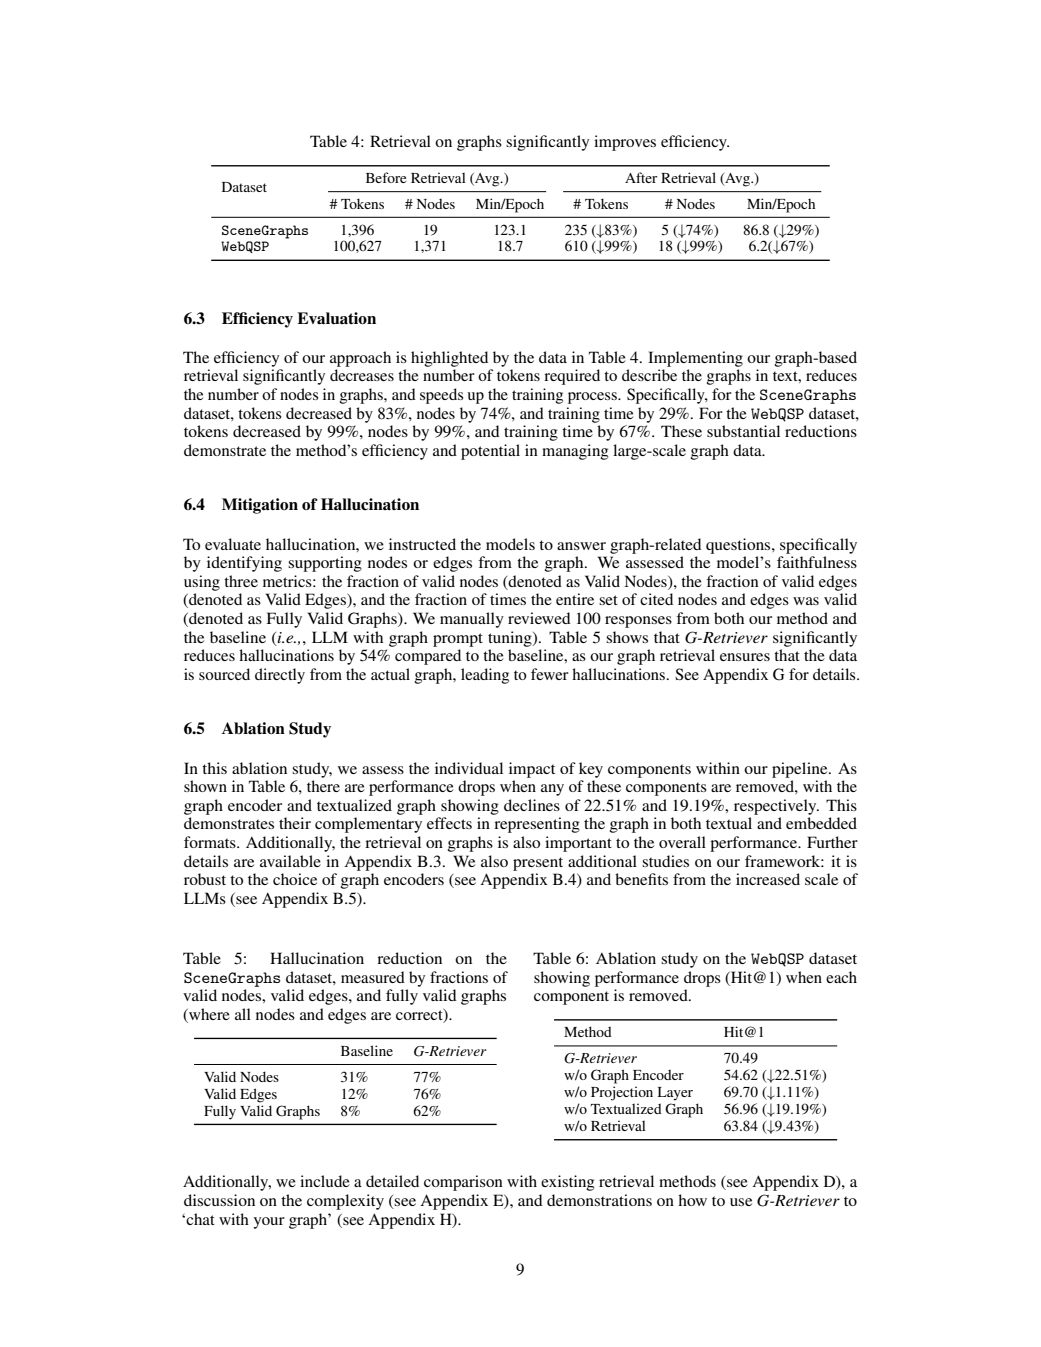 Table 4: Retrieval on graphs significantly improves efficiency.
Dataset Before Retrieval (Avg.) After Retrieval (Avg.)
# Tokens # Nodes Min/Epoch # Tokens # Nodes Min/Epoch
SceneGraphs 1,396 19 123.1 235 (↓83%) 5 (↓74%) 86.8 (↓29%)
WebQSP 100,627 1,371 18.7 610 (↓99%) 18 (↓99%) 6.2(↓67%)
6.3 Efficiency Evaluation
The efficiency of our approach is highlighted by the data in Table 4. Implementing our graph-based
retrieval significantly decreases the number of tokens required to describe the graphs in text, reduces
the number of nodes in graphs, and speeds up the training process. Specifically, for the SceneGraphs
dataset, tokens decreased by 83%, nodes by 74%, and training time by 29%. For the WebQSP dataset,
tokens decreased by 99%, nodes by 99%, and training time by 67%. These substantial reductions
demonstrate the method's efficiency and potential in managing large-scale graph data.
6.4 Mitigation of Hallucination
To evaluate hallucination, we instructed the models to answer graph-related questions, specifically
by identifying supporting nodes or edges from the graph. We assessed the model's faithfulness
using three metrics: the fraction of valid nodes (denoted as Valid Nodes), the fraction of valid edges
(denoted as Valid Edges), and the fraction of times the entire set of cited nodes and edges was valid
(denoted as Fully Valid Graphs). We manually reviewed 100 responses from both our method and
the baseline (i.e.,, LLM with graph prompt tuning). Table 5 shows that G-Retriever significantly
reduces hallucinations by 54% compared to the baseline, as our graph retrieval ensures that the data
is sourced directly from the actual graph, leading to fewer hallucinations. See Appendix G for details.
6.5 Ablation Study
In this ablation study, we assess the individual impact of key components within our pipeline. As
shown in Table 6, there are performance drops when any of these components are removed, with the
graph encoder and textualized graph showing declines of 22.51% and 19.19%, respectively. This
demonstrates their complementary effects in representing the graph in both textual and embedded
formats. Additionally, the retrieval on graphs is also important to the overall performance. Further
details are available in Appendix B.3. We also present additional studies on our framework: it is
robust to the choice of graph encoders (see Appendix B.4) and benefits from the increased scale of
LLMs (see Appendix B.5).
Table 5: Hallucination reduction on the
SceneGraphs dataset, measured by fractions of
valid nodes, valid edges, and fully valid graphs
(where all nodes and edges are correct).
Baseline G-Retriever
Valid Nodes 31% 77%
Valid Edges 12% 76%
Fully Valid Graphs 8% 62%
Table 6: Ablation study on the WebQSP dataset
showing performance drops (Hit@1) when each
component is removed.
Method Hit@1
G-Retriever 70.49
w/o Graph Encoder 54.62 (↓22.51%)
w/o Projection Layer 69.70 (↓1.11%)
w/o Textualized Graph 56.96 (↓19.19%)
w/o Retrieval 63.84 (↓9.43%)
Additionally, we include a detailed comparison with existing retrieval methods (see Appendix D), a
discussion on the complexity (see Appendix E), and demonstrations on how to use G-Retriever to
'chat with your graph' (see Appendix H).
9